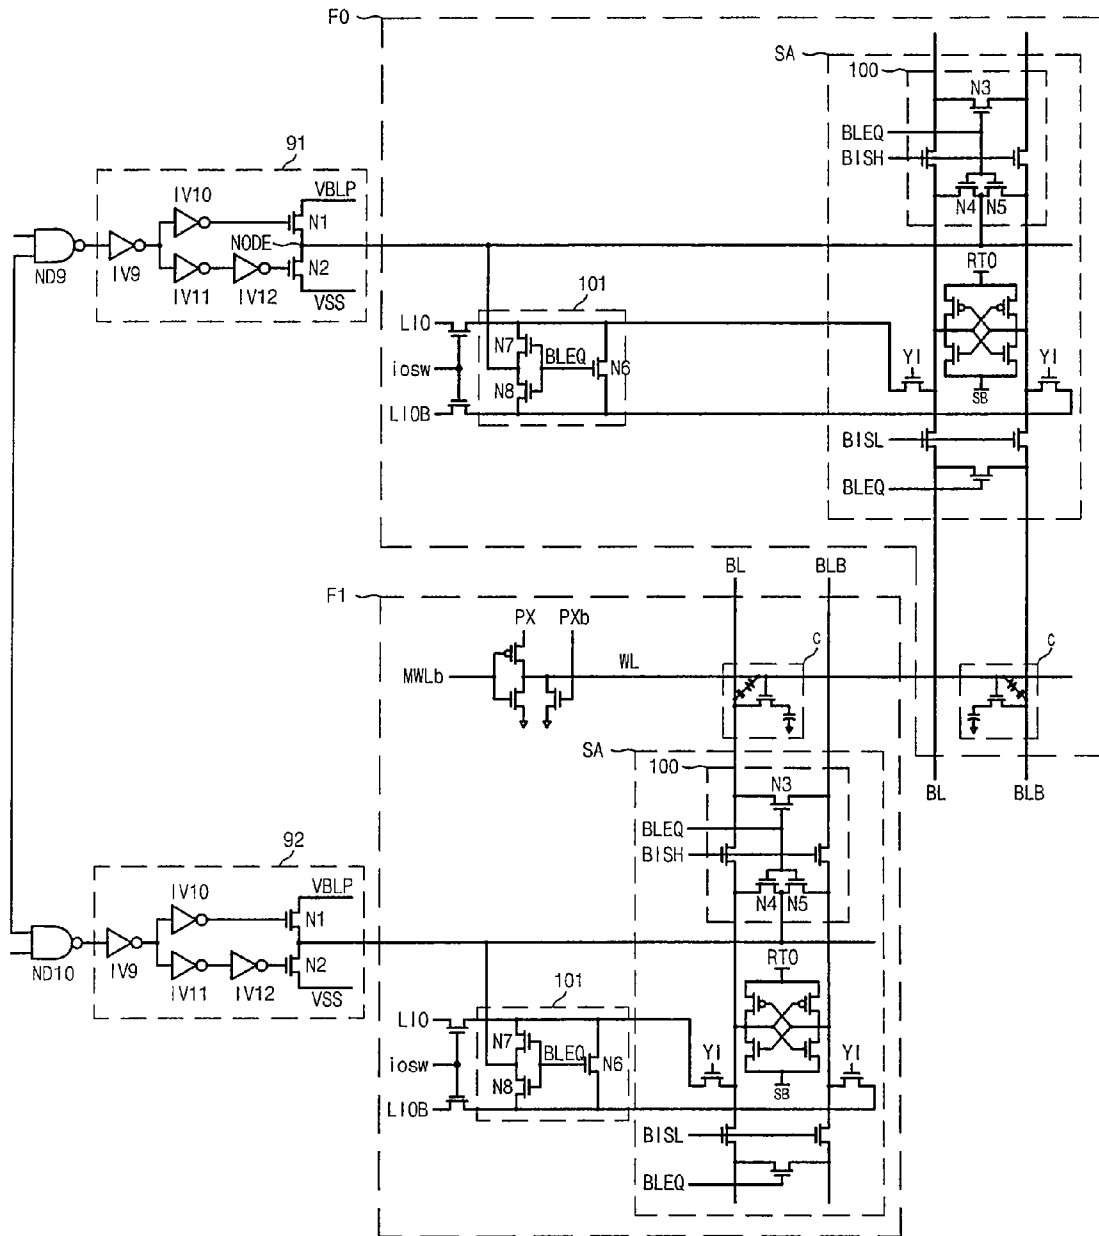 F0
SA
100
N3
BLEQ
BISH
N4 N5
91
IV10
VBLP
N1
NODE
N2
ND9
IV9
IV11
IV12
VSS
RTO
101
LIO
N7
BLEQ
N6
iosw
N8
LIOB
YI
YI
SB
BISL
BLEQ
BL
BLB
F1
PX
PXb
C
C
MWLb
WL
SA
100
BL
BLB
N3
BLEQ
BISH
N4 N5
92
IV10
VBLP
N1
N2
ND10
IV9
IV11
IV12
VSS
RTO
101
LIO
N7
BLEQ
N6
iosw
N8
LIOB
YI
YI
SB
BISL
BLEQ